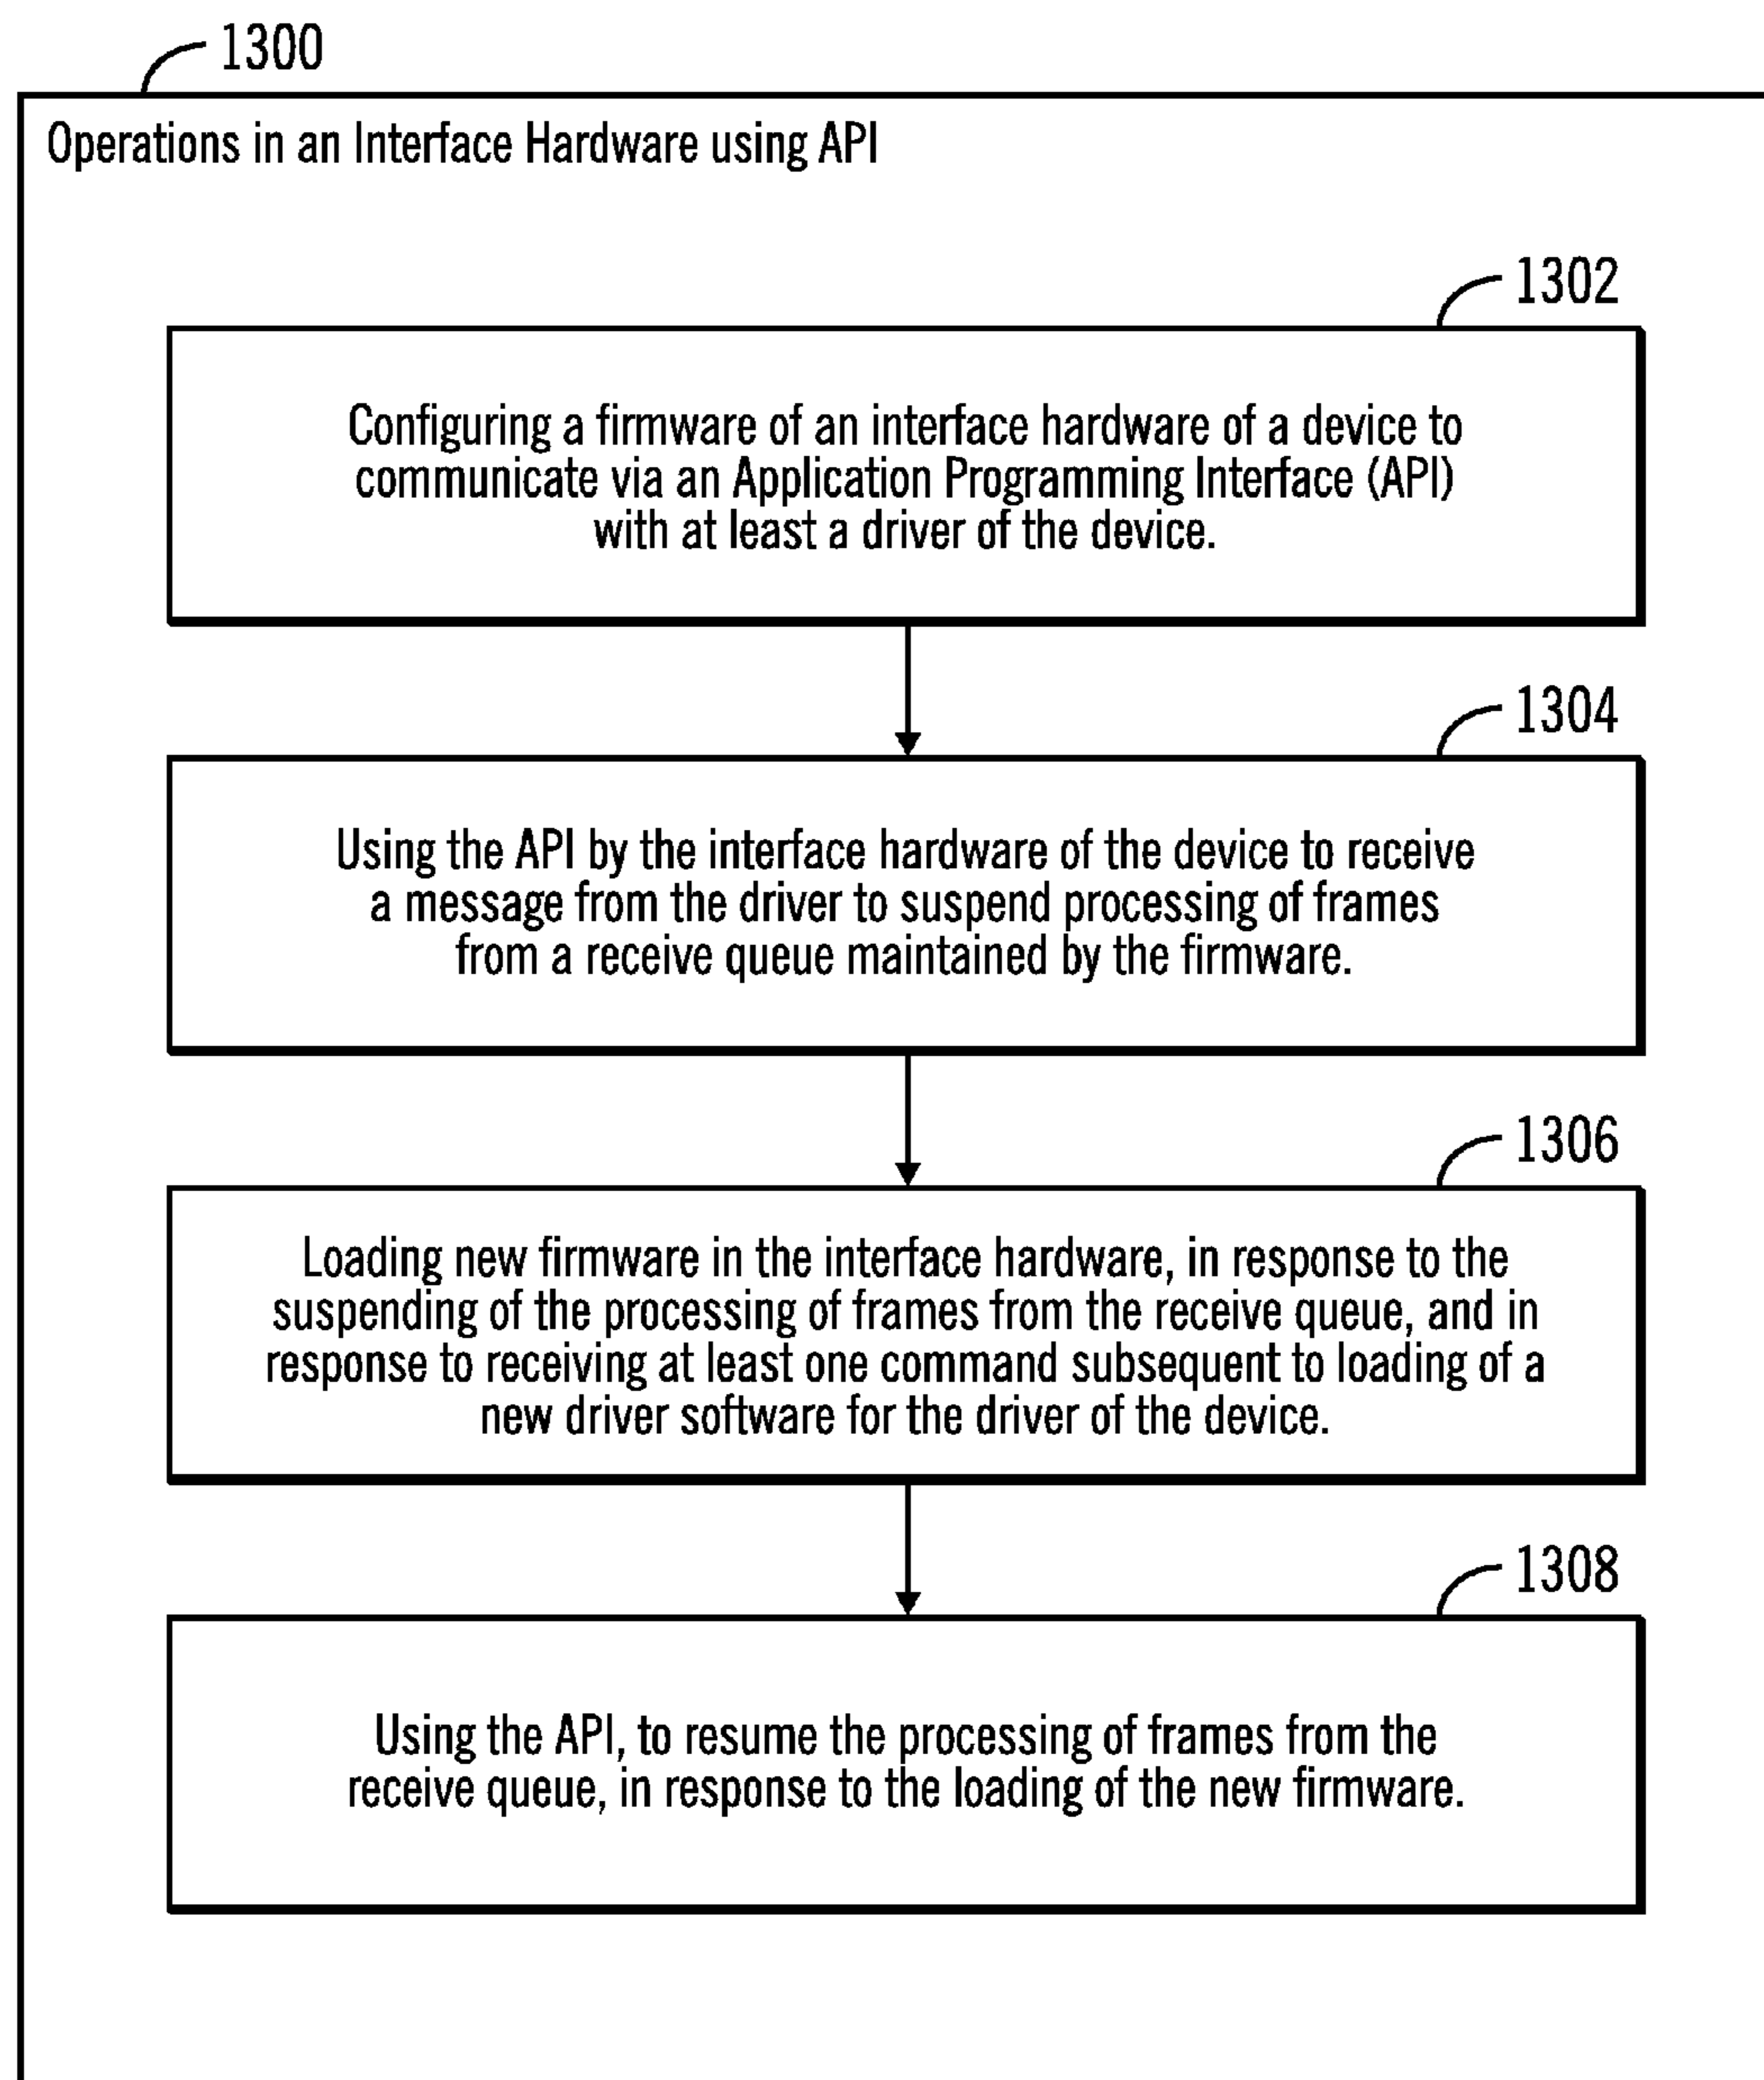 1300
Operations in an Interface Hardware using API
1302
Configuring a firmware of an interface hardware of a device to
communicate via an Application Programming Interface (API)
with at least a driver of the device.
1304
Using the API by the interface hardware of the device to receive
a message from the driver to suspend processing of frames
from a receive queue maintained by the firmware.
1306
Loading new firmware in the interface hardware, in response to the
suspending of the processing of frames from the receive queue, and in
response to receiving at least one command subsequent to loading of a
new driver software for the driver of the device.
1308
Using the API, to resume the processing of frames from the
receive queue, in response to the loading of the new firmware.